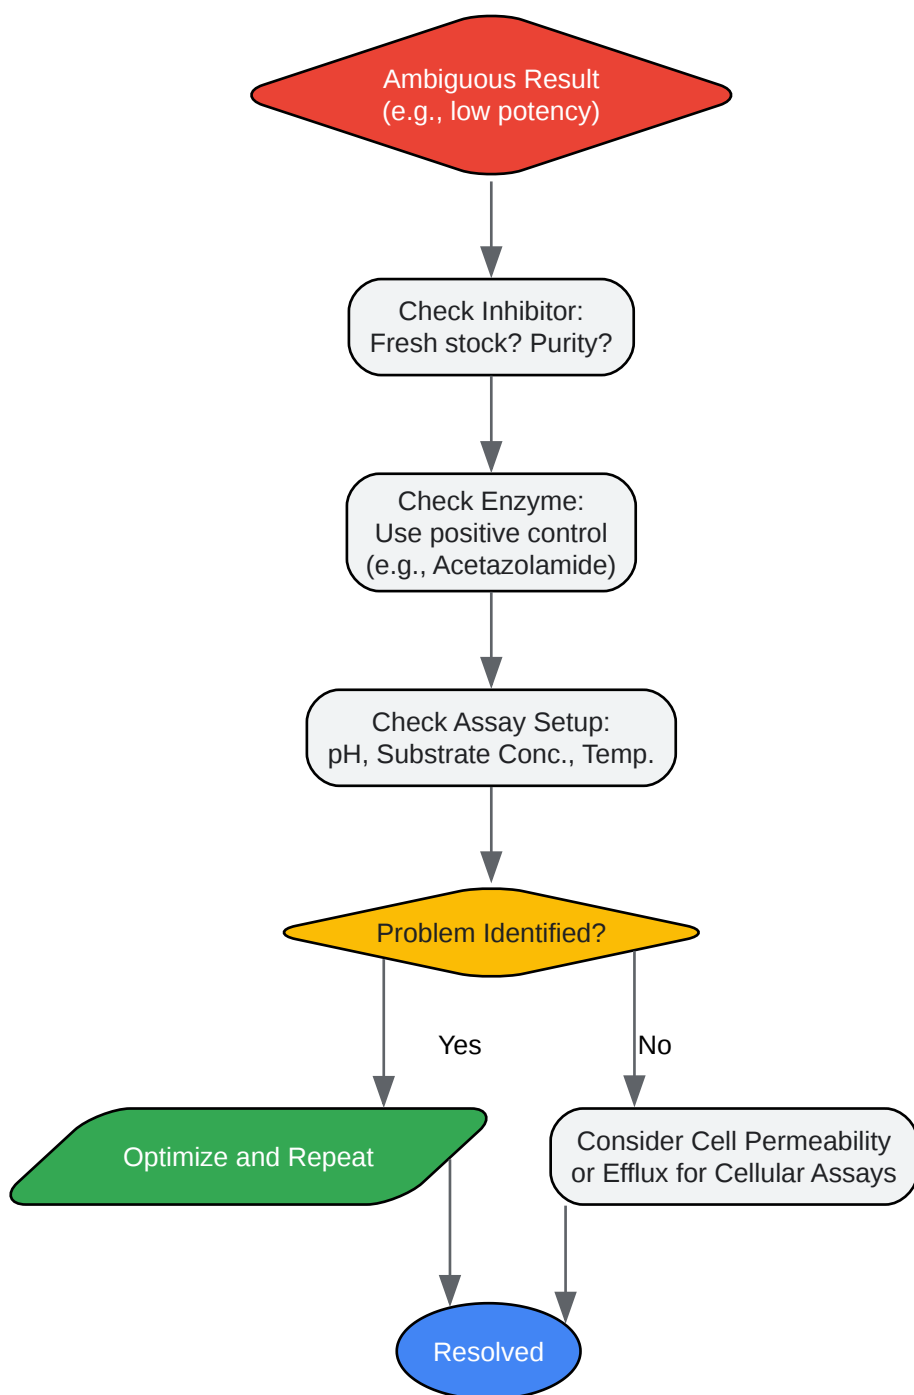 Ambiguous Result
(e.g., low potency)
Check Inhibitor:
Fresh stock? Purity?
Check Enzyme:
Use positive control
(e.g., Acetazolamide)
Check Assay Setup:
pH, Substrate Conc., Temp.
Problem Identified?
Yes
No
Optimize and Repeat
Consider Cell Permeability
or Efflux for Cellular Assays
Resolved